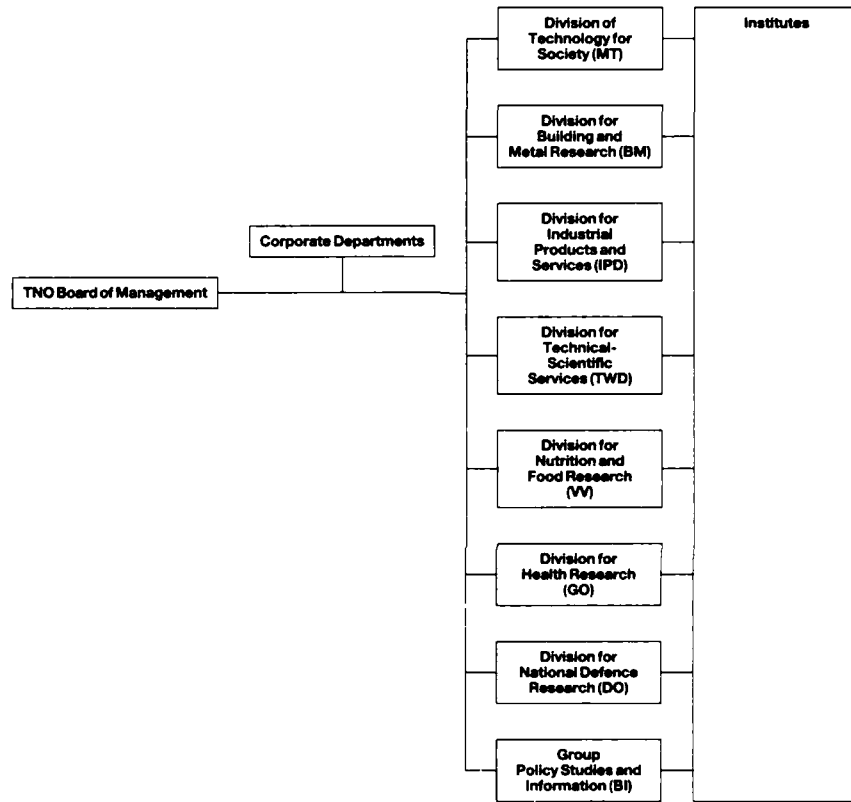 Division of
Technology for
Society (MT)
Institutes
Division for
Building and
Metal Research (BM)
Corporate Departments
Division for
Industrial
Products and
Services (IPD)
TNO Board of Management
Division for
Technical-
Scientific
Services (TWD)
Division for
Nutrition and
Food Research
(VV)
Division for
Health Research
(GO)
Division for
National Defence
Research (DO)
Group
Policy Studies and
Information (BI)